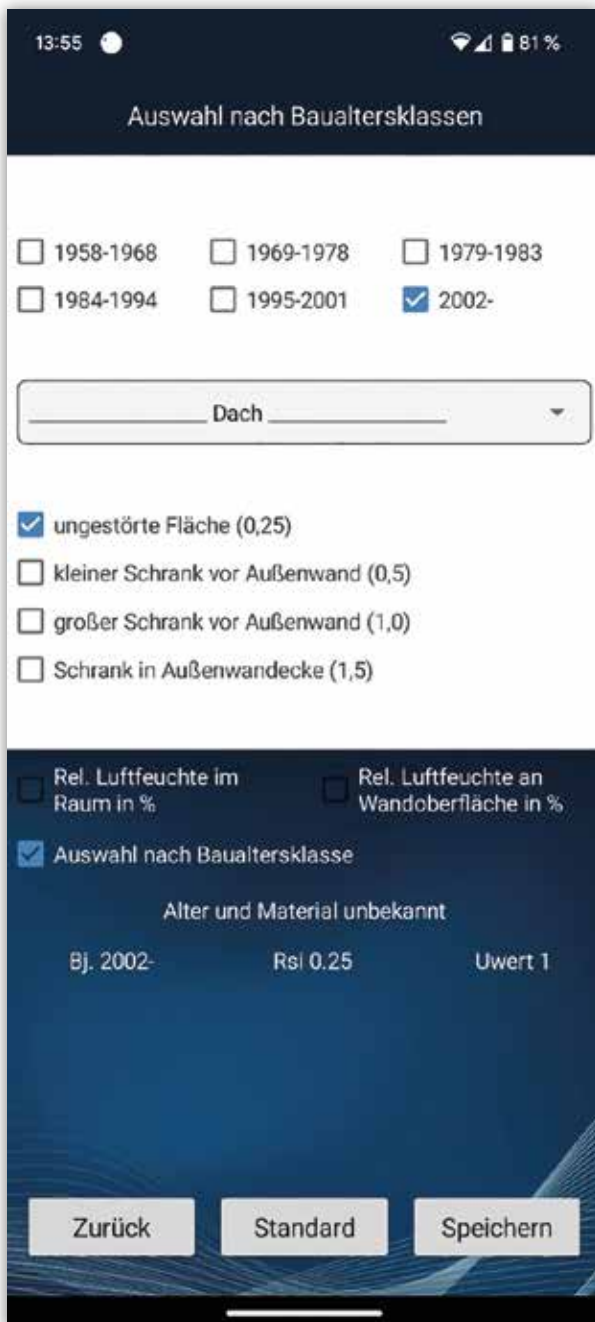 13:55 81 %
Auswahl nach Baualtersklassen
1958-1968 1969-1978 1979-1983
1984-1994 1995-2001 2002-
Dach
ungestörte Fläche (0,25)
kleiner Schrank vor Außenwand (0,5)
großer Schrank vor Außenwand (1,0)
Schrank in Außenwandecke (1,5)
Rel. Luftfeuchte im Rel. Luftfeuchte an
Raum in % Wandoberfläche in %
Auswahl nach Baualtersklasse
Alter und Material unbekannt
Bj. 2002- RsI 0.25 Uwert 1
Zurück Standard Speichern